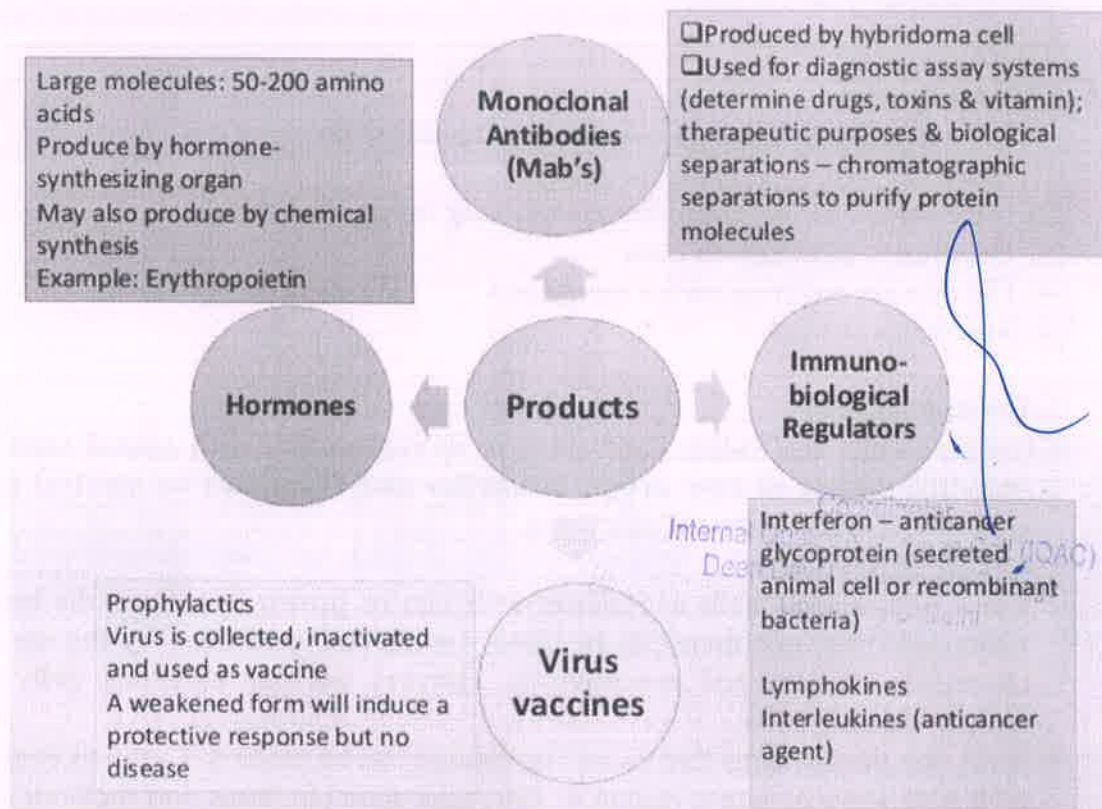 Large molecules: 50-200 amino
acids
Produce by hormone-
synthesizing organ
May also produce by chemical
synthesis
Example: Erythropoietin
Monoclonal
Antibodies
(Mab's)
❑Produced by hybridoma cell
❑Used for diagnostic assay systems
(determine drugs, toxins & vitamin);
therapeutic purposes & biological
separations – chromatographic
separations to purify protein
molecules
Hormones
Products
Immuno-
biological
Regulators
Internal
(IQAC)
Prophylactics
Virus is collected, inactivated
and used as vaccine
A weakened form will induce a
protective response but no
disease
Virus
vaccines
Interferon – anticancer
glycoprotein (secreted
animal cell or recombinant
bacteria)
Lymphokines
Interleukines (anticancer
agent)